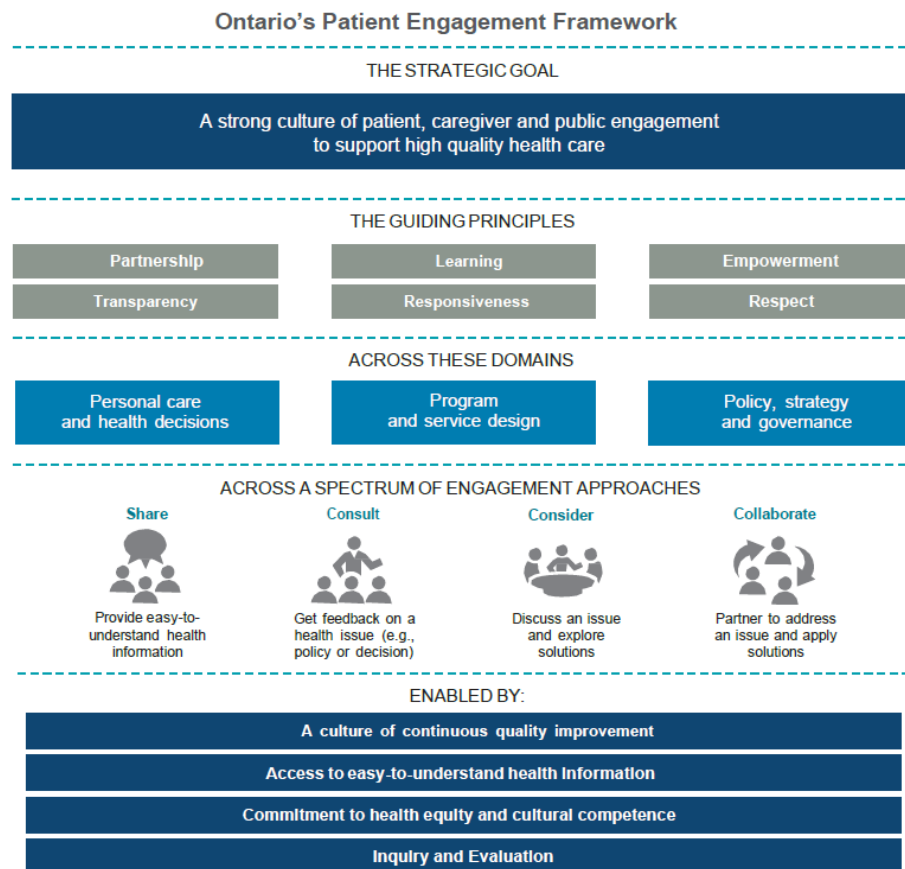 Ontario's Patient Engagement Framework
THE STRATEGIC GOAL
A strong culture of patient, caregiver and public engagement
to support high quality health care
THE GUIDING PRINCIPLES
Partnership
Learning
Empowerment
Transparency
Responsiveness
Respect
ACROSS THESE DOMAINS
Personal care
and health decisions
Program
and service design
Policy, strategy
and governance
ACROSS A SPECTRUM OF ENGAGEMENT APPROACHES
Share
Provide easy-to-
understand health
information
Consult
Get feedback on a
health issue (e.g.,
policy or decision)
Consider
Discuss an issue
and explore
solutions
Collaborate
Partner to address
an issue and apply
solutions
ENABLED BY:
A culture of continuous quality improvement
Access to easy-to-understand health information
Commitment to health equity and cultural competence
Inquiry and Evaluation